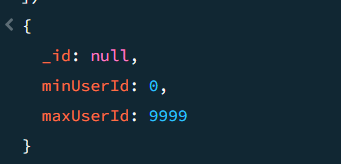 {
_id: null,
minUserId: 0,
maxUserId: 9999
}